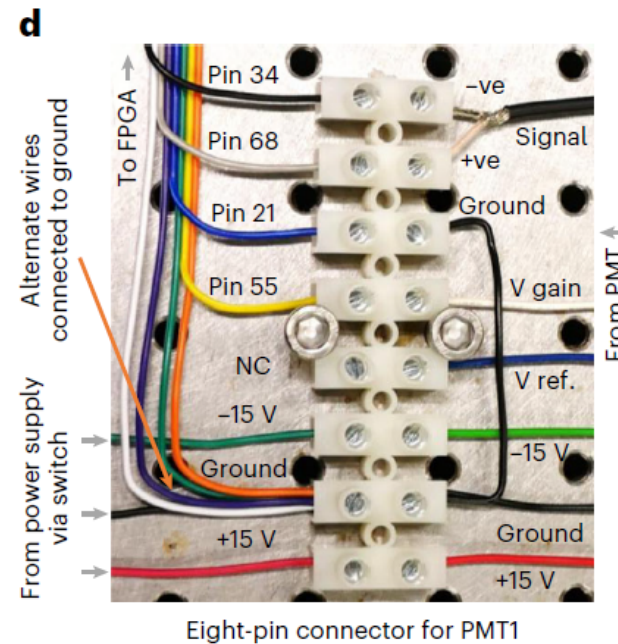 d
Pin 34
–ve
To FPGA
Signal
Pin 68
+ve
Alternate wires
connected to ground
Pin 21
Ground
From PMT
Pin 55
V gain
NC
V ref.
–15 V
–15 V
Ground
From power supply
via switch
+15 V
Ground
+15 V
Eight-pin connector for PMT1